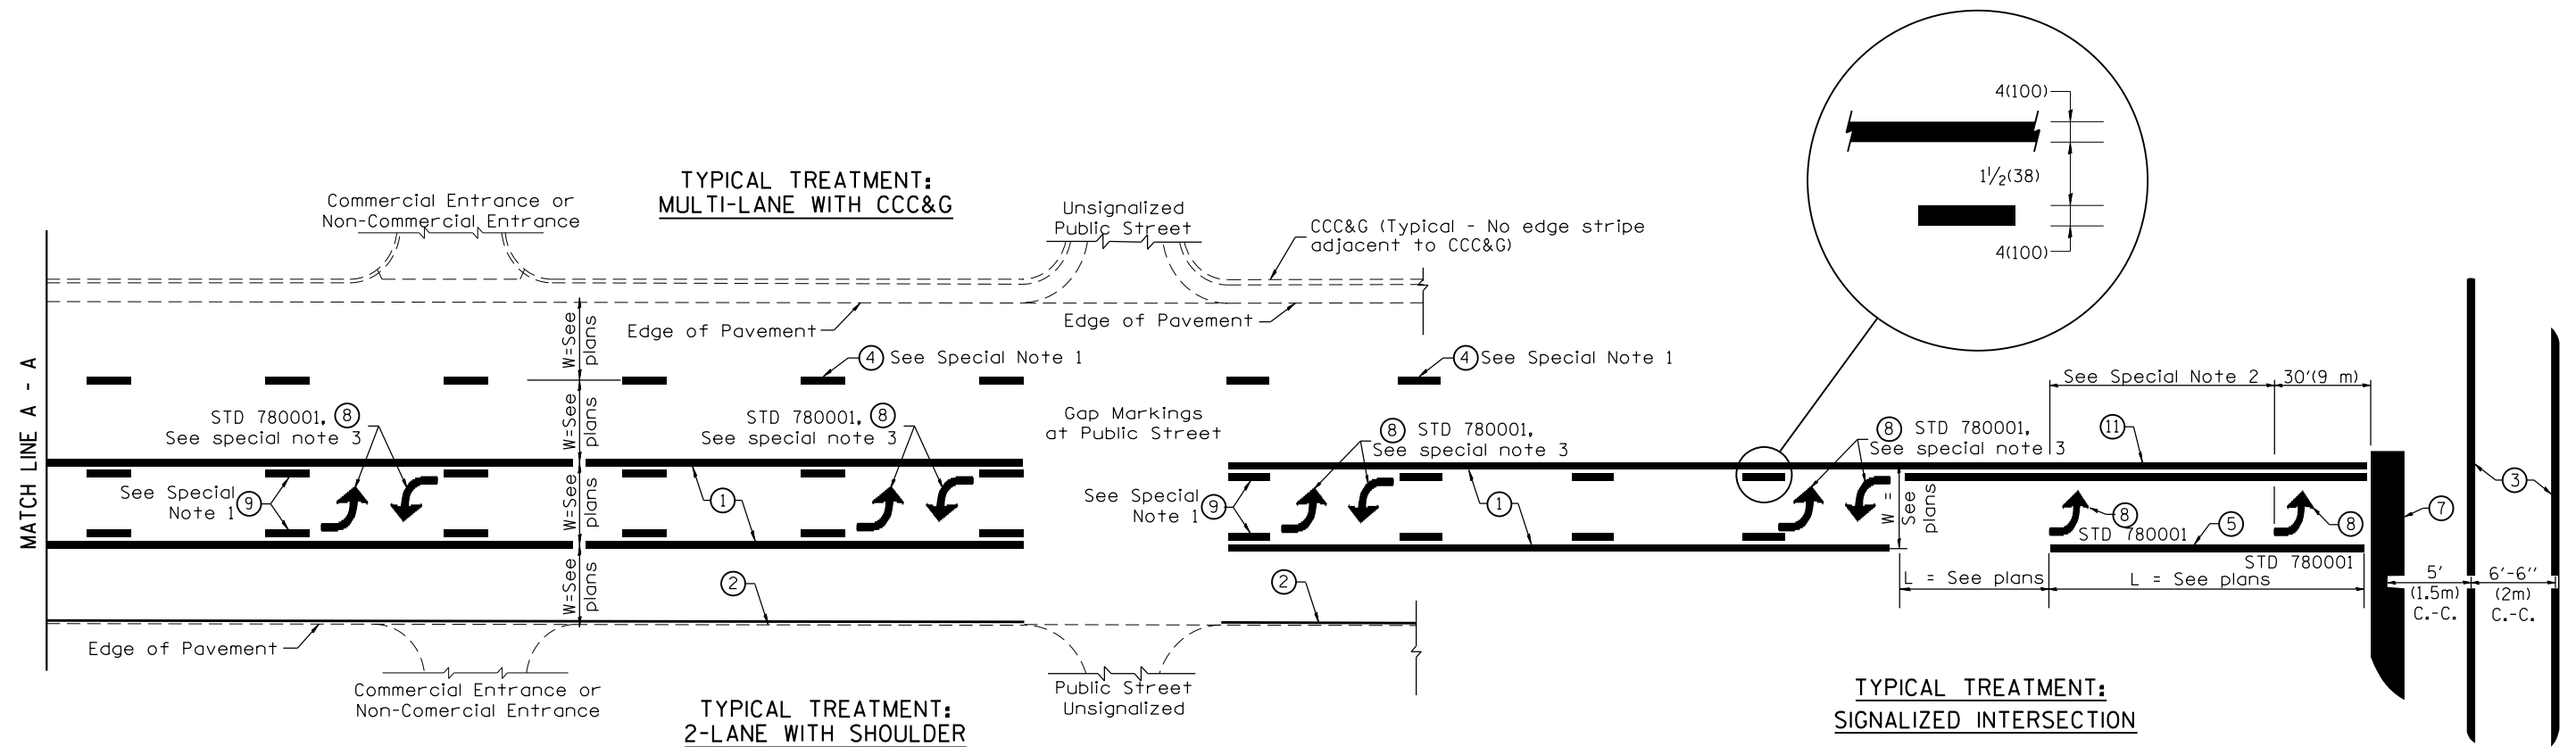 4(100)
1 1/2(38)
4(100)
TYPICAL TREATMENT:
MULTI-LANE WITH CCC&G
Commercial Entrance or
Non-Commercial Entrance
Unsignalized
Public Street
CCC&G (Typical - No edge stripe
adjacent to CCC&G)
Edge of Pavement
Edge of Pavement
W=See
plans
4 See Special Note 1
4 See Special Note 1
MATCH LINE A - A
STD 780001, 8
See special note 3
W=See
plans
STD 780001, 8
See special note 3
Gap Markings
at Public Street
8 STD 780001,
See special note 3
8 STD 780001,
See special note 3
See Special Note 2
30'(9 m)
11
See Special
Note 1
9
W=See
plans
1
See Special
Note 1
9
1
W =
See
plans
8
STD 780001
5
8
STD 780001
7
3
2
W=See
plans
2
L = See plans
L = See plans
5'
(1.5m)
C.-C.
6'-6"
(2m)
C.-C.
Edge of Pavement
Commercial Entrance or
Non-Comercial Entrance
Public Street
Unsignalized
TYPICAL TREATMENT:
2-LANE WITH SHOULDER
TYPICAL TREATMENT:
SIGNALIZED INTERSECTION